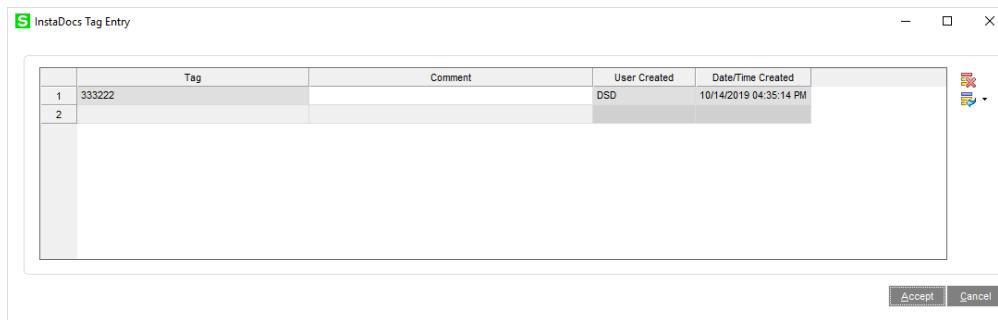 S InstaDocs Tag Entry
Tag Comment User Created Date/Time Created
1 333222 DSD 10/14/2019 04:35:14 PM
2
Accept Cancel